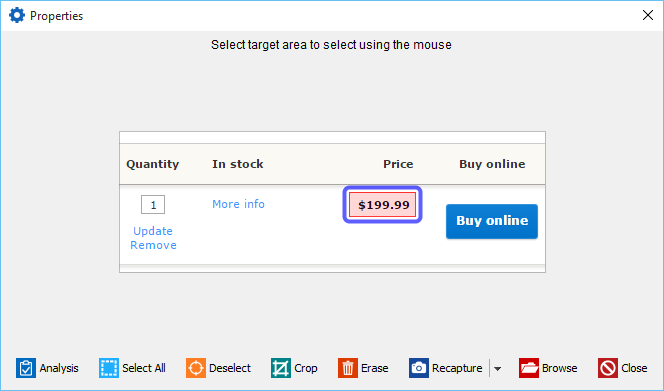 Properties
Select target area to select using the mouse
Quantity In stock Price Buy online
1 More info $199.99 Buy online
Update
Remove
Analysis Select All Deselect Crop Erase Recapture Browse Close